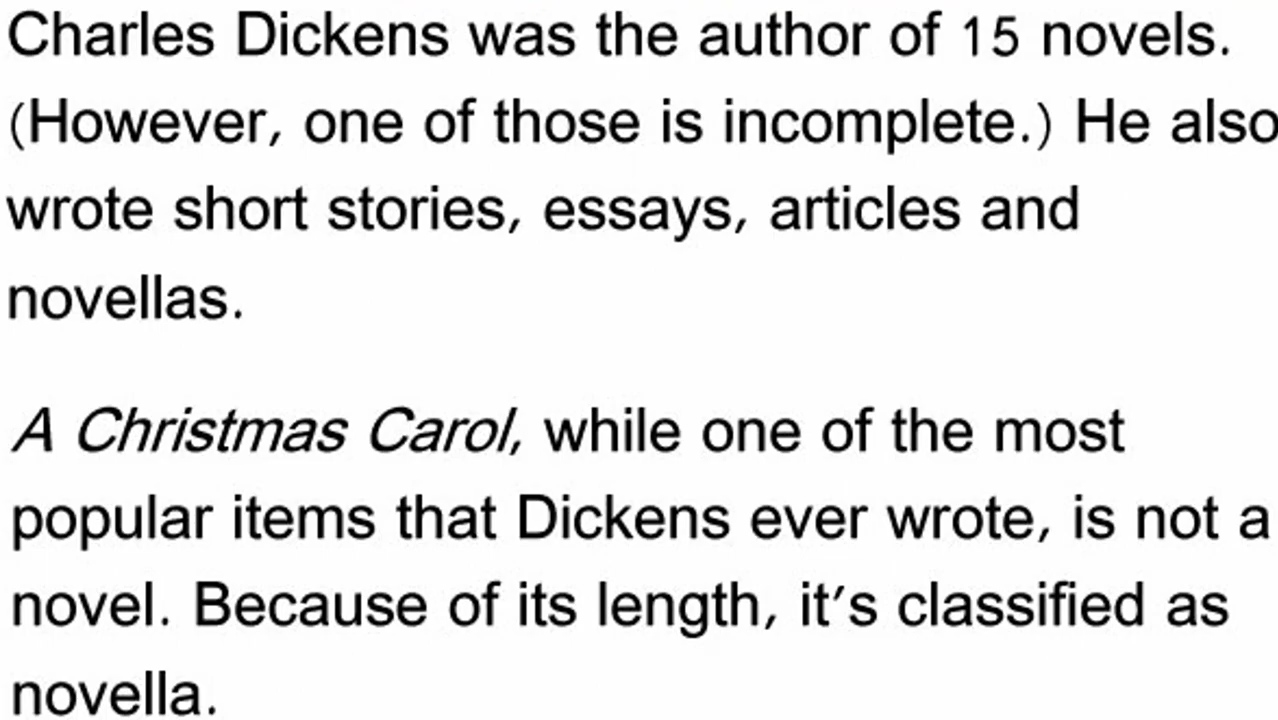 Charles Dickens was the author of 15 novels.
(However, one of those is incomplete.) He also
wrote short stories, essays, articles and
novellas.
A Christmas Carol, while one of the most
popular items that Dickens ever wrote, is not a
novel. Because of its length, it's classified as
novella.